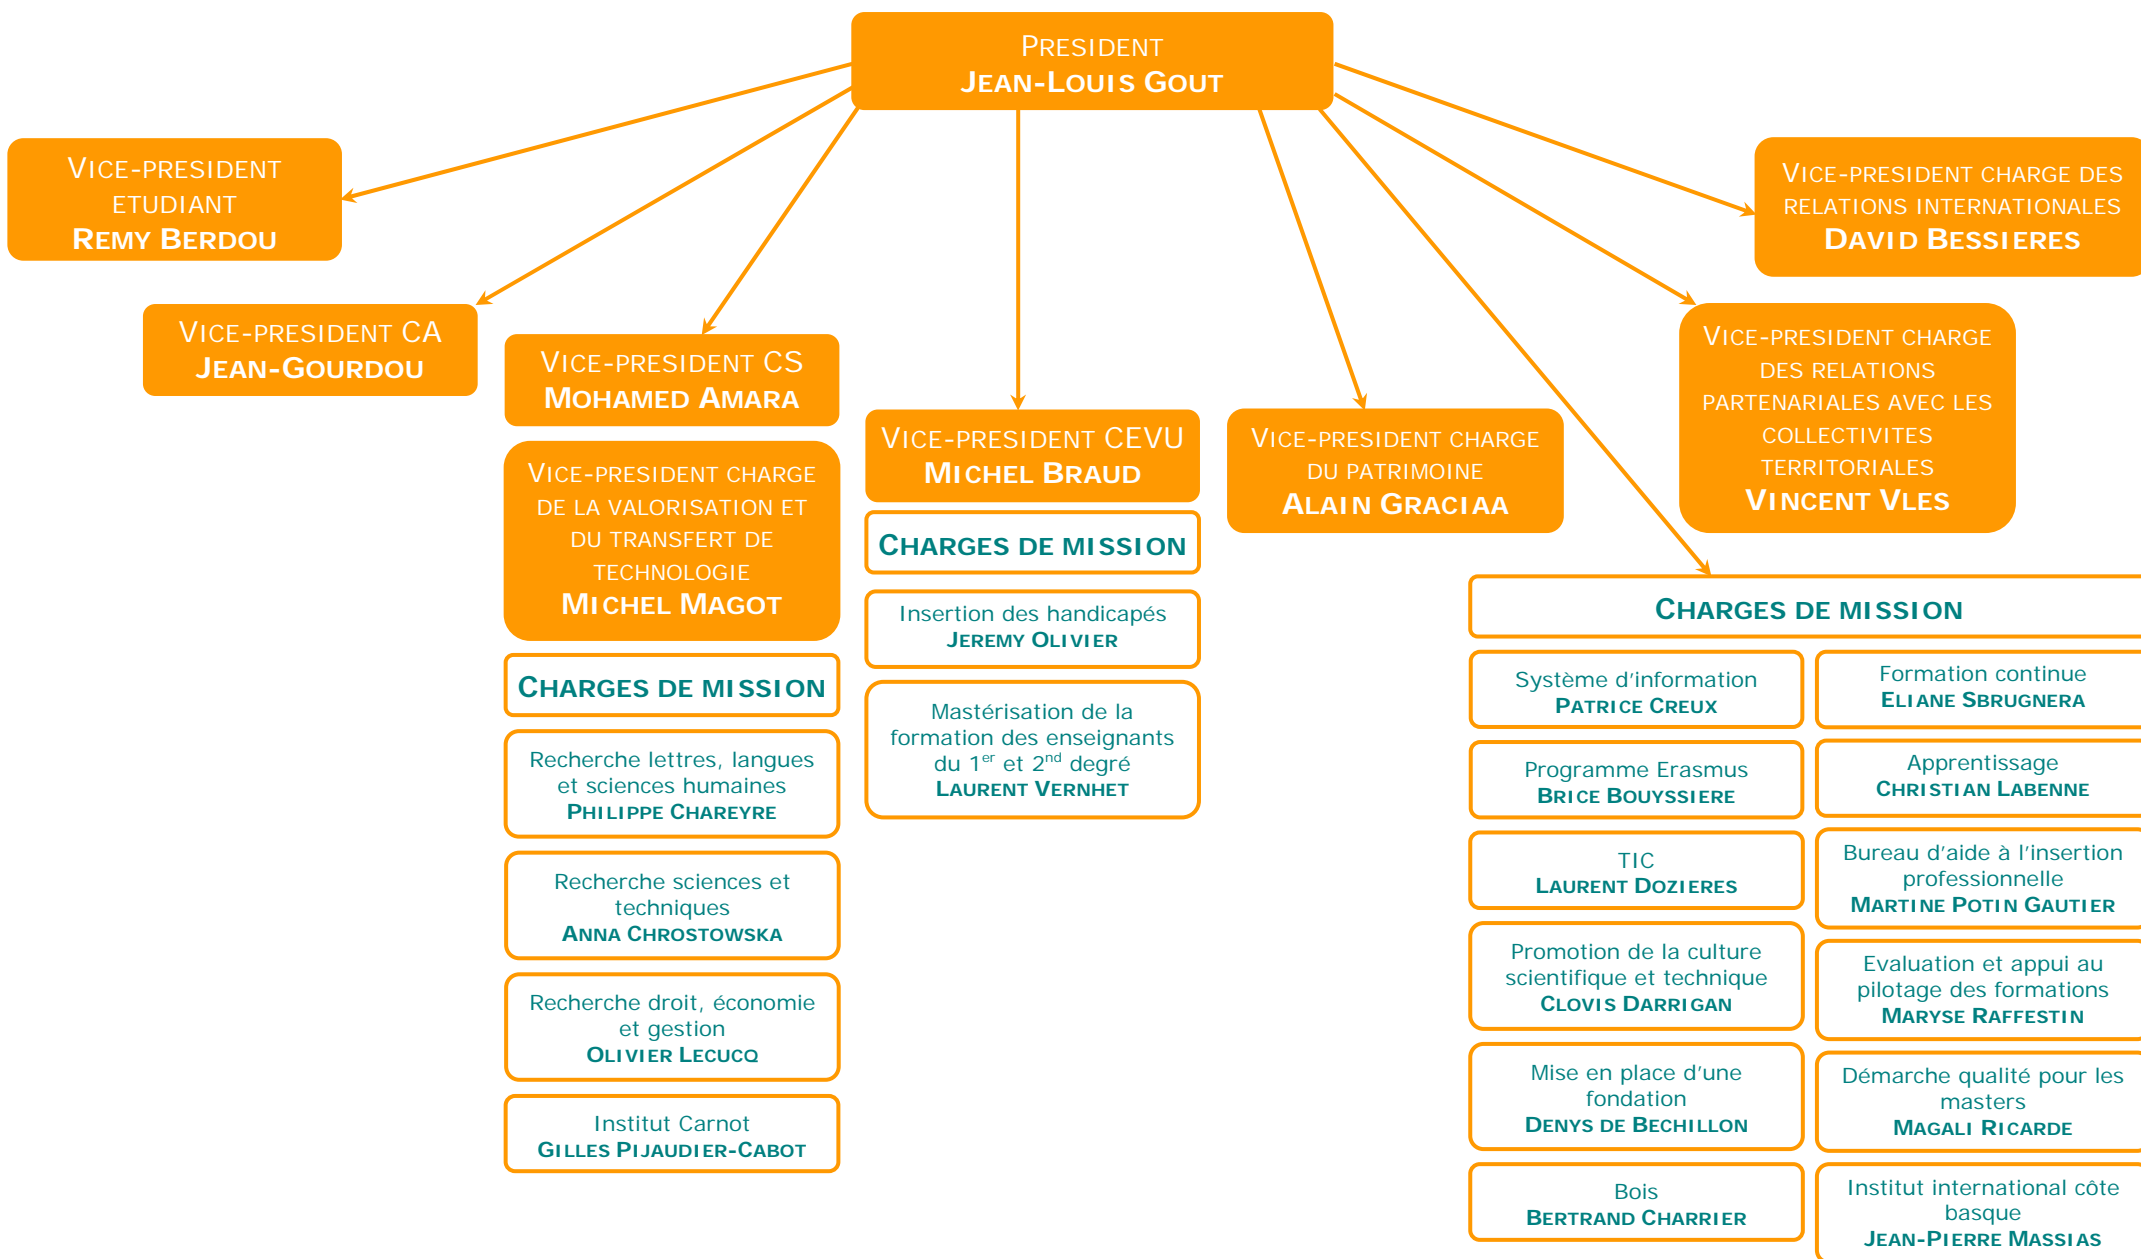 PRESIDENT
JEAN-LOUIS GOUT
VICE-PRESIDENT
ETUDIANT
REMY BERDOU
VICE-PRESIDENT CHARGE DES
RELATIONS INTERNATIONALES
DAVID BESSIERES
VICE-PRESIDENT CA
JEAN-GOURDOU
VICE-PRESIDENT CS
MOHAMED AMARA
VICE-PRESIDENT CHARGE
DE LA VALORISATION ET
DU TRANSFERT DE
TECHNOLOGIE
MICHEL MAGOT
CHARGES DE MISSION
Recherche lettres, langues
et sciences humaines
PHILIPPE CHAREYRE
Recherche sciences et
techniques
ANNA CHROSTOWSKA
Recherche droit, économie
et gestion
OLIVIER LECUCQ
Institut Carnot
GILLES PIJAUDIER-CABOT
VICE-PRESIDENT CEVU
MICHEL BRAUD
CHARGES DE MISSION
Insertion des handicapés
JEREMY OLIVIER
Mastérisation de la
formation des enseignants
du 1er et 2nd degré
LAURENT VERNHET
VICE-PRESIDENT CHARGE
DU PATRIMOINE
ALAIN GRACIAA
VICE-PRESIDENT CHARGE
DES RELATIONS
PARTENARIALES AVEC LES
COLLECTIVITES
TERRITORIALES
VINCENT VLES
CHARGES DE MISSION
Système d'information
PATRICE CREUX
Programme Erasmus
BRICE BOUYSSIERE
TIC
LAURENT DOZIERES
Promotion de la culture
scientifique et technique
CLOVIS DARRIGAN
Mise en place d'une
fondation
DENYS DE BECHILLON
Bois
BERTRAND CHARRIER
Formation continue
ELIANE SBRUGNERA
Apprentissage
CHRISTIAN LABENNE
Bureau d'aide à l'insertion
professionnelle
MARTINE POTIN GAUTIER
Evaluation et appui au
pilotage des formations
MARYSE RAFFESTIN
Démarche qualité pour les
masters
MAGALI RICARDE
Institut international côte
basque
JEAN-PIERRE MASSIAS